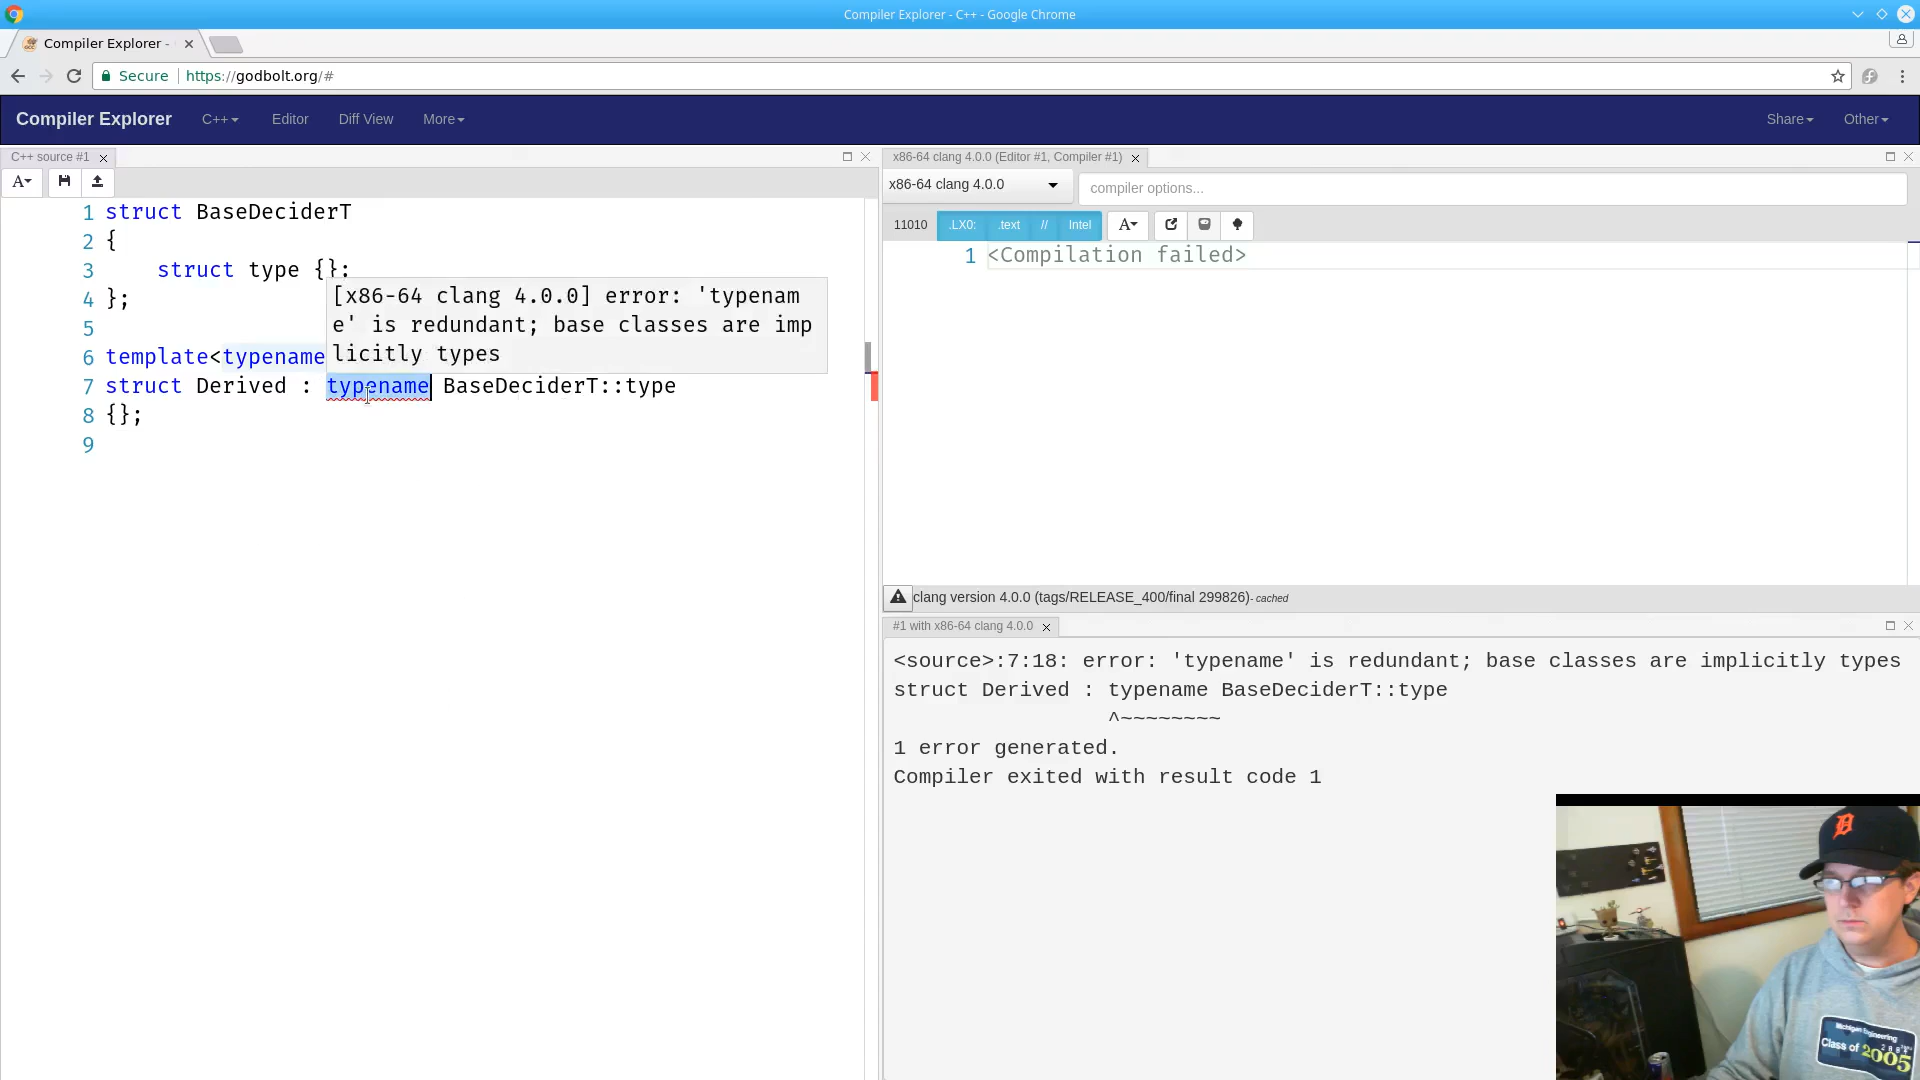 Compiler Explorer - C++ - Google Chrome
Compiler Explorer -
Secure https://godbolt.org/#
Compiler Explorer C++ Editor Diff View More Share Other
C++ source #1
A
1 struct BaseDeciderT
2 {
3 struct type {};
4 };
5
6 template<typename
7 struct Derived : typename BaseDeciderT::type
8 {};
9
[x86-64 clang 4.0.0] error: 'typenam
e' is redundant; base classes are imp
licitly types
x86-64 clang 4.0.0 (Editor #1, Compiler #1)
x86-64 clang 4.0.0 compiler options...
11010 .LX0: .text // Intel A
1 <Compilation failed>
clang version 4.0.0 (tags/RELEASE_400/final 299826)- cached
#1 with x86-64 clang 4.0.0
<source>:7:18: error: 'typename' is redundant; base classes are implicitly types
struct Derived : typename BaseDeciderT::type
^~~~~~~~~
1 error generated.
Compiler exited with result code 1
D
Michigan Engineering
Class of 2005